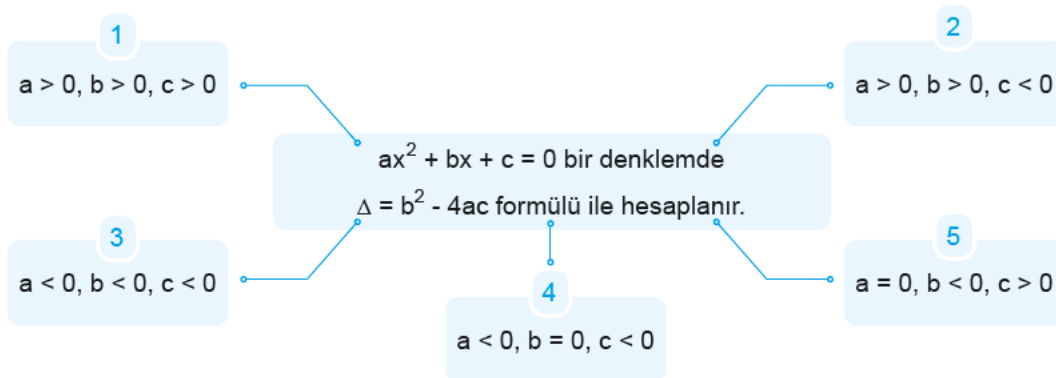 1
a > 0, b > 0, c > 0
2
a > 0, b > 0, c < 0
ax² + bx + c = 0 bir denklemde
Δ = b² - 4ac formülü ile hesaplanır.
3
a < 0, b < 0, c < 0
4
a < 0, b = 0, c < 0
5
a = 0, b < 0, c > 0